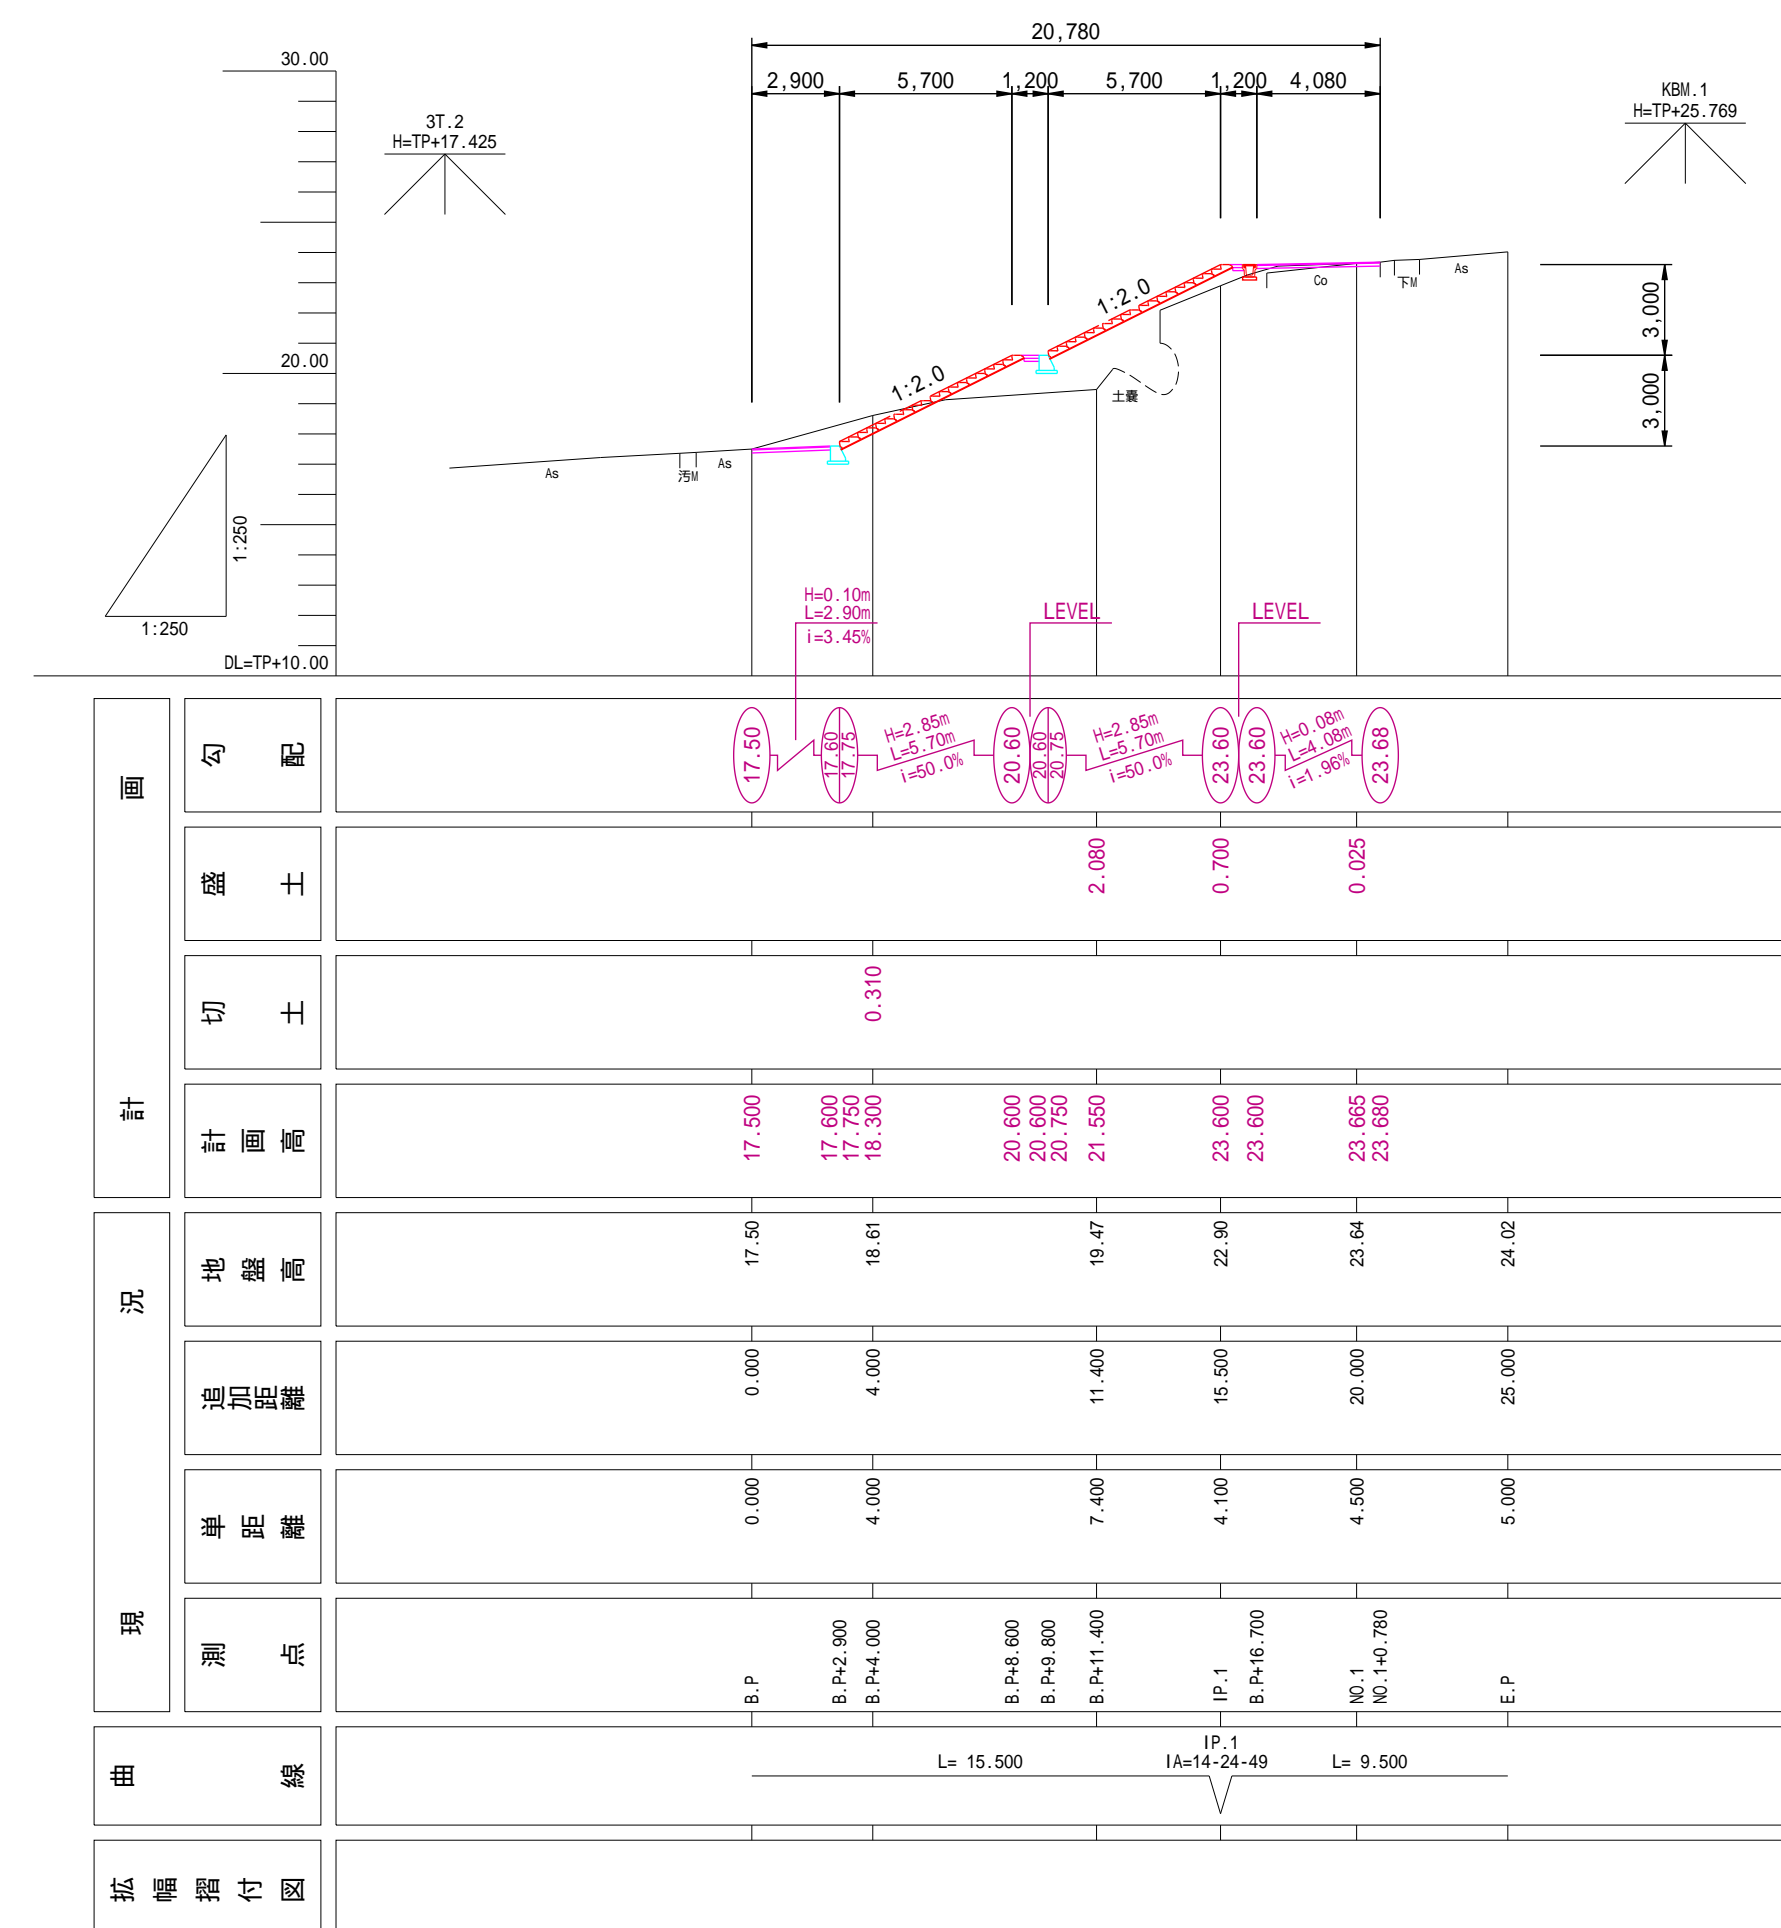 20,780
2,900
5,700
1,200
5,700
1,200
4,080
30.00
3T.2
H=TP+17.425
KBM.1
H=TP+25.769
20.00
1:2.0
1:2.0
3,000
3,000
As
汚M
As
土嚢
Co
下M
As
1:250
1:250
DL=TP+10.00
H=0.10m
L=2.90m
i=3.45%
LEVEL
LEVEL
計画
勾配
17.50
17.60
17.75
H=2.85m
L=5.70m
i=50.0%
20.60
20.60
20.75
H=2.85m
L=5.70m
i=50.0%
23.60
23.60
H=0.08m
L=4.08m
i=1.96%
23.68
盛土
2.080
0.700
0.025
切土
0.310
計画高
17.500
17.600
17.750
18.300
20.600
20.600
20.750
21.550
23.600
23.600
23.665
23.680
現況
地盤高
17.50
18.61
19.47
22.90
23.64
24.02
追加距離
0.000
4.000
11.400
15.500
20.000
25.000
単距離
0.000
4.000
7.400
4.100
4.500
5.000
測点
B.P
B.P+2.900
B.P+4.000
B.P+8.600
B.P+9.800
B.P+11.400
IP.1
B.P+16.700
NO.1
NO.1+0.780
E.P
曲線
L= 15.500
IP.1
IA=14-24-49
L= 9.500
拡幅摺付図